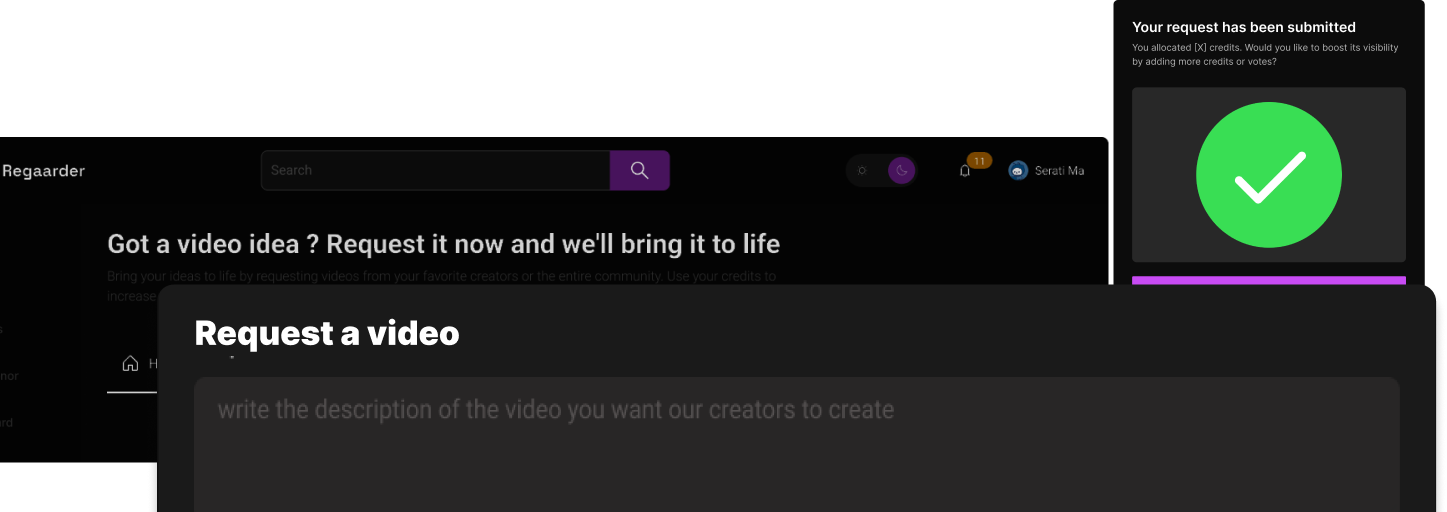 Your request has been submitted
You allocated [X] credits. Would you like to boost its visibility
by adding more credits or votes?
Regaarder
Search
11
Serati Ma
Got a video idea ? Request it now and we'll bring it to life
Bring your ideas to life by requesting videos from your favorite creators or the entire community. Use your credits to
increase
H
Request a video
write the description of the video you want our creators to create
s
nor
rd